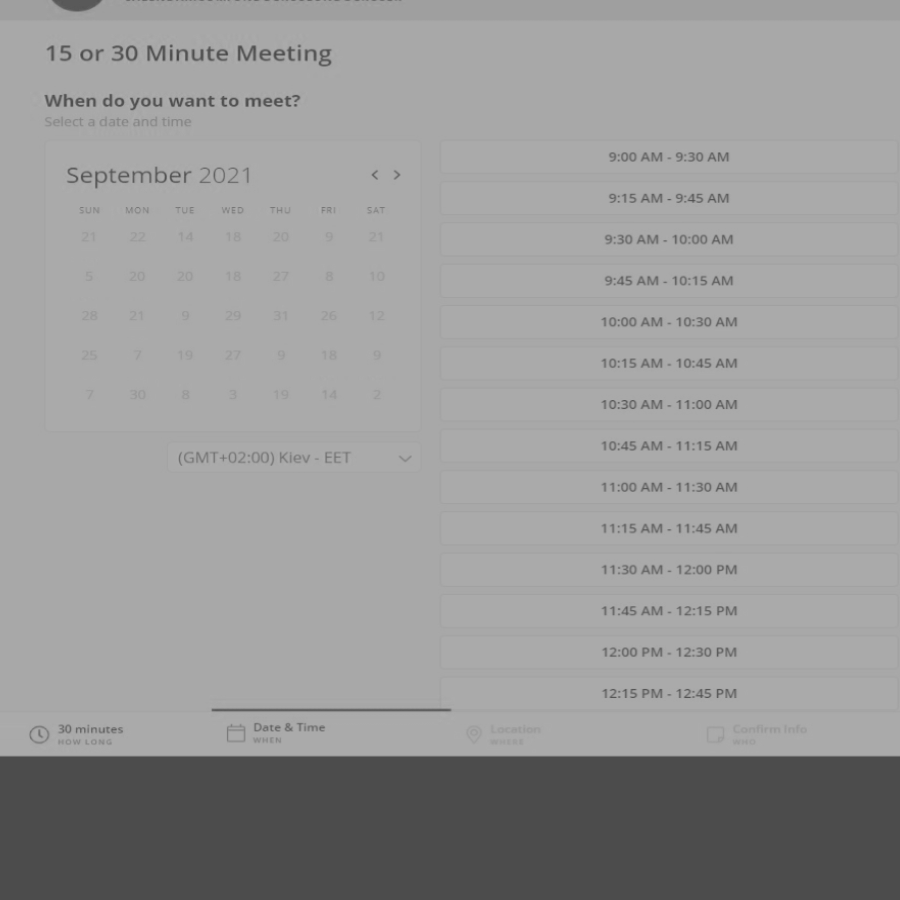 15 or 30 Minute Meeting
When do you want to meet?
Select a date and time
September 2021 < >
SUN MON TUE WED THU FRI SAT
21 22 14 18 20 9 21
5 20 20 18 27 8 10
28 21 9 29 31 26 12
25 7 19 27 9 18 9
7 30 8 3 19 14 2
(GMT+02:00) Kiev - EET
9:00 AM - 9:30 AM
9:15 AM - 9:45 AM
9:30 AM - 10:00 AM
9:45 AM - 10:15 AM
10:00 AM - 10:30 AM
10:15 AM - 10:45 AM
10:30 AM - 11:00 AM
10:45 AM - 11:15 AM
11:00 AM - 11:30 AM
11:15 AM - 11:45 AM
11:30 AM - 12:00 PM
11:45 AM - 12:15 PM
12:00 PM - 12:30 PM
12:15 PM - 12:45 PM
30 minutes
HOW LONG
Date & Time
WHEN
Location
WHERE
Confirm Info
WHO